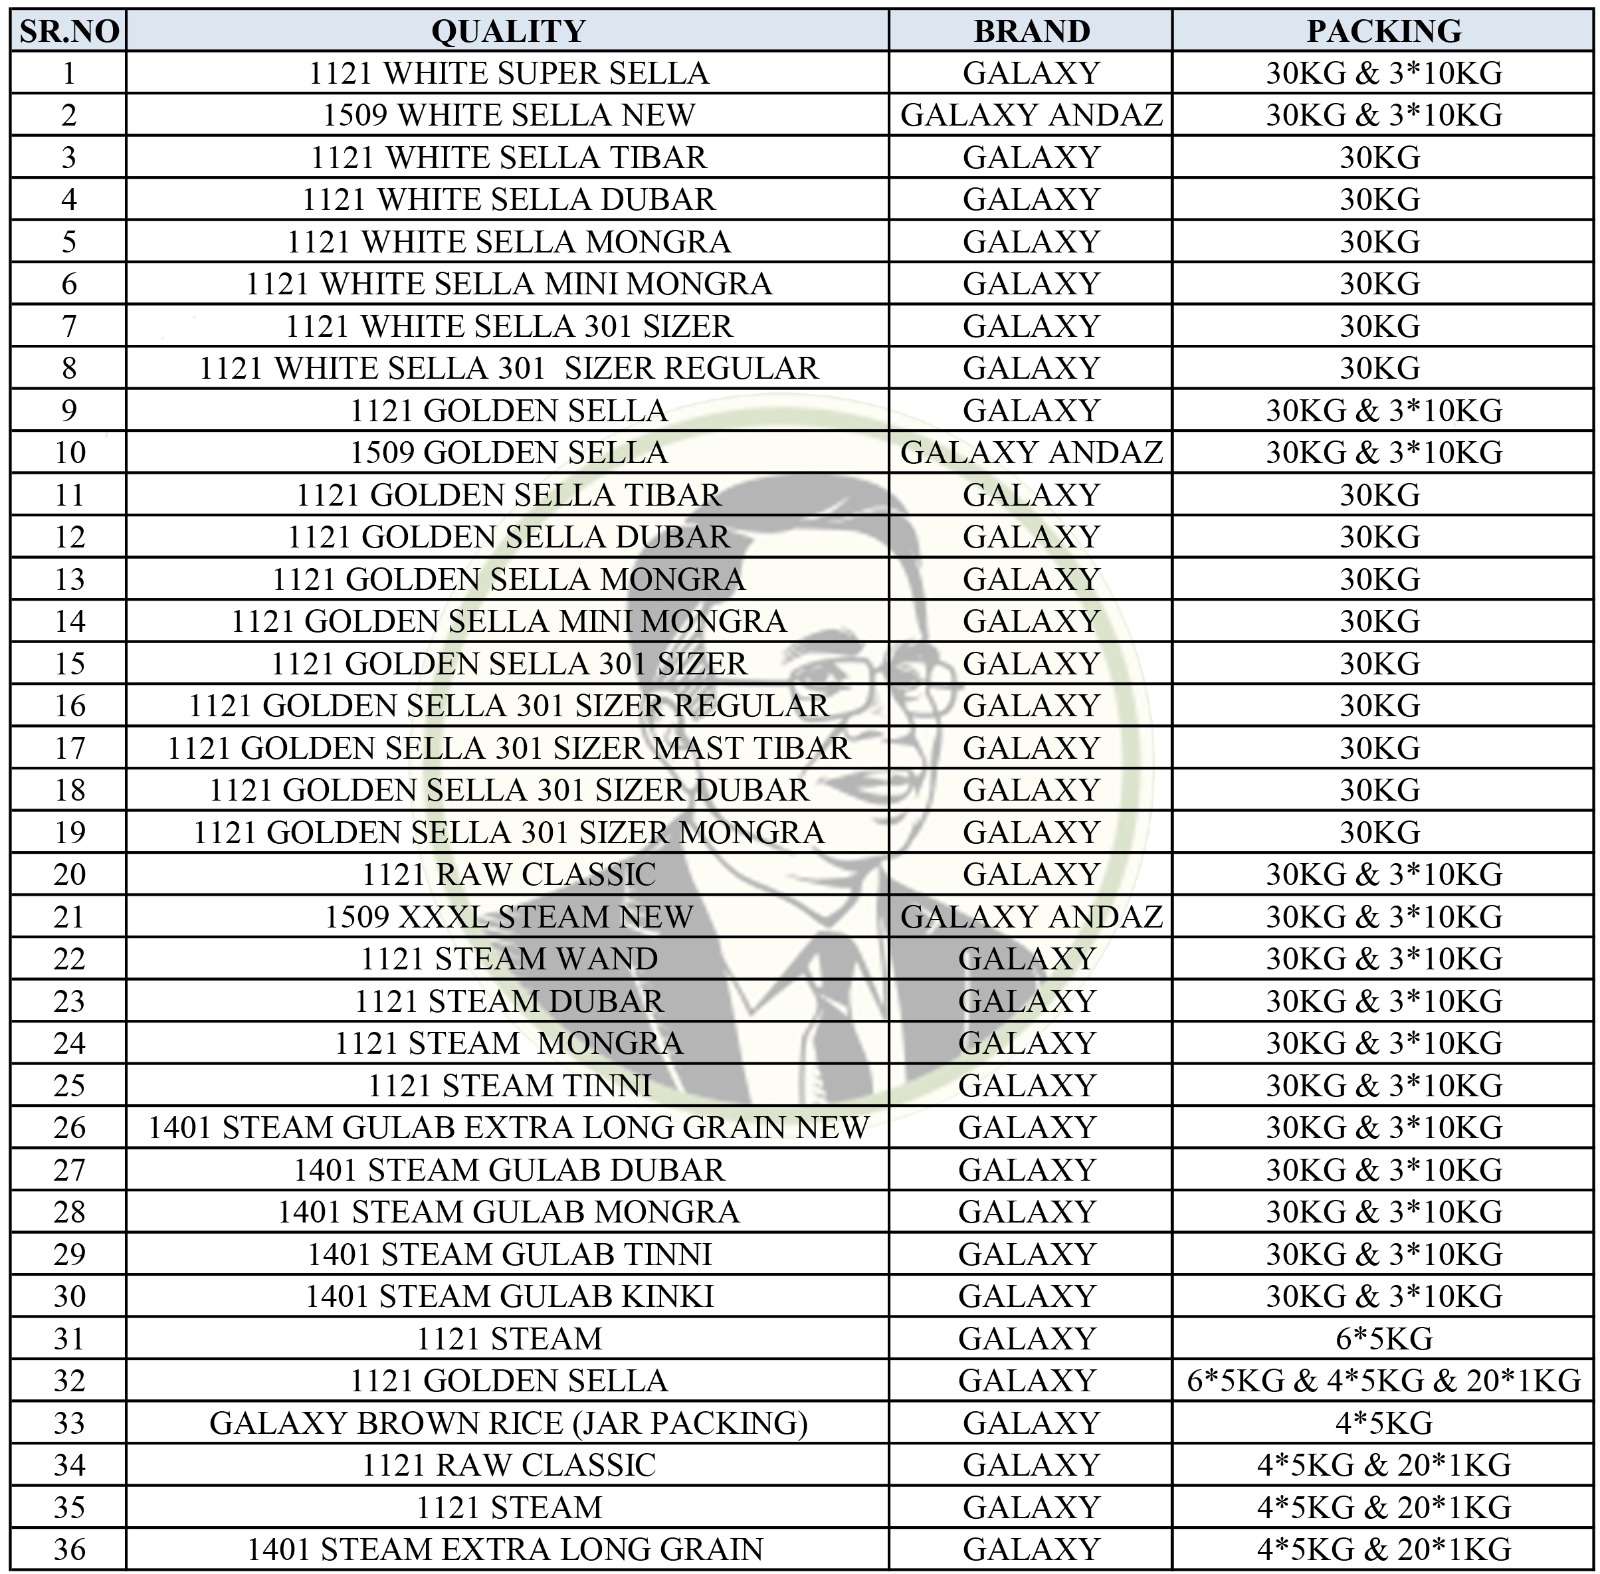 SR.NO QUALITY BRAND PACKING
1 1121 WHITE SUPER SELLA GALAXY 30KG & 3*10KG
2 1509 WHITE SELLA NEW GALAXY ANDAZ 30KG & 3*10KG
3 1121 WHITE SELLA TIBAR GALAXY 30KG
4 1121 WHITE SELLA DUBAR GALAXY 30KG
5 1121 WHITE SELLA MONGRA GALAXY 30KG
6 1121 WHITE SELLA MINI MONGRA GALAXY 30KG
7 1121 WHITE SELLA 301 SIZER GALAXY 30KG
8 1121 WHITE SELLA 301  SIZER REGULAR GALAXY 30KG
9 1121 GOLDEN SELLA GALAXY 30KG & 3*10KG
10 1509 GOLDEN SELLA GALAXY ANDAZ 30KG & 3*10KG
11 1121 GOLDEN SELLA TIBAR GALAXY 30KG
12 1121 GOLDEN SELLA DUBAR GALAXY 30KG
13 1121 GOLDEN SELLA MONGRA GALAXY 30KG
14 1121 GOLDEN SELLA MINI MONGRA GALAXY 30KG
15 1121 GOLDEN SELLA 301 SIZER GALAXY 30KG
16 1121 GOLDEN SELLA 301 SIZER REGULAR GALAXY 30KG
17 1121 GOLDEN SELLA 301 SIZER MAST TIBAR GALAXY 30KG
18 1121 GOLDEN SELLA 301 SIZER DUBAR GALAXY 30KG
19 1121 GOLDEN SELLA 301 SIZER MONGRA GALAXY 30KG
20 1121 RAW CLASSIC GALAXY 30KG & 3*10KG
21 1509 XXXL STEAM NEW GALAXY ANDAZ 30KG & 3*10KG
22 1121 STEAM WAND GALAXY 30KG & 3*10KG
23 1121 STEAM DUBAR GALAXY 30KG & 3*10KG
24 1121 STEAM  MONGRA GALAXY 30KG & 3*10KG
25 1121 STEAM TINNI GALAXY 30KG & 3*10KG
26 1401 STEAM GULAB EXTRA LONG GRAIN NEW GALAXY 30KG & 3*10KG
27 1401 STEAM GULAB DUBAR GALAXY 30KG & 3*10KG
28 1401 STEAM GULAB MONGRA GALAXY 30KG & 3*10KG
29 1401 STEAM GULAB TINNI GALAXY 30KG & 3*10KG
30 1401 STEAM GULAB KINKI GALAXY 30KG & 3*10KG
31 1121 STEAM GALAXY 6*5KG
32 1121 GOLDEN SELLA GALAXY 6*5KG & 4*5KG & 20*1KG
33 GALAXY BROWN RICE (JAR PACKING) GALAXY 4*5KG
34 1121 RAW CLASSIC GALAXY 4*5KG & 20*1KG
35 1121 STEAM GALAXY 4*5KG & 20*1KG
36 1401 STEAM EXTRA LONG GRAIN GALAXY 4*5KG & 20*1KG